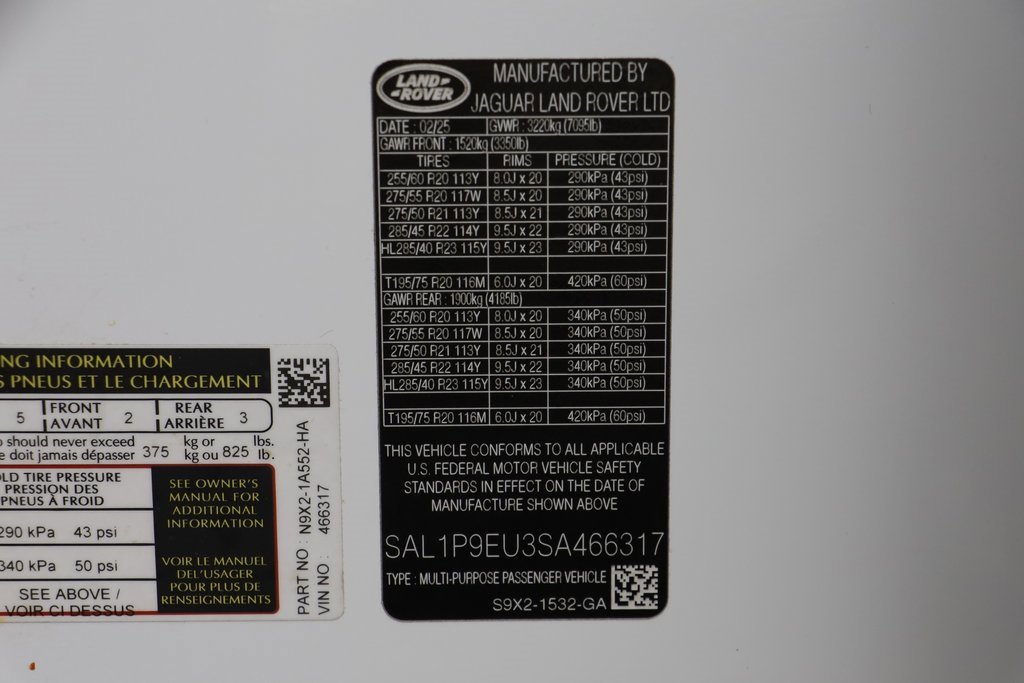 LAND-
-ROVER
MANUFACTURED BY
JAGUAR LAND ROVER LTD
DATE : 02/25 GVWR : 3220kg (7095lb)
GAWR FRONT : 1520kg (3350lb)
TIRES RIMS PRESSURE (COLD)
255/60 R20 113Y 8.0J x 20 290kPa (43psi)
275/55 R20 117W 8.5J x 20 290kPa (43psi)
275/50 R21 113Y 8.5J x 21 290kPa (43psi)
285/45 R22 114Y 9.5J x 22 290kPa (43psi)
HL285/40 R23 115Y 9.5J x 23 290kPa (43psi)
T195/75 R20 116M 6.0J x 20 420kPa (60psi)
GAWR REAR : 1900kg (4185lb)
255/60 R20 113Y 8.0J x 20 340kPa (50psi)
275/55 R20 117W 8.5J x 20 340kPa (50psi)
275/50 R21 113Y 8.5J x 21 340kPa (50psi)
285/45 R22 114Y 9.5J x 22 340kPa (50psi)
HL285/40 R23 115Y 9.5J x 23 340kPa (50psi)
T195/75 R20 116M 6.0J x 20 420kPa (60psi)
THIS VEHICLE CONFORMS TO ALL APPLICABLE
U.S. FEDERAL MOTOR VEHICLE SAFETY
STANDARDS IN EFFECT ON THE DATE OF
MANUFACTURE SHOWN ABOVE
SAL1P9EU3SA466317
TYPE : MULTI-PURPOSE PASSENGER VEHICLE
S9X2-1532-GA
NG INFORMATION
S PNEUS ET LE CHARGEMENT
5 FRONT 2 REAR 3
AVANT ARRIÈRE
o should never exceed 375 kg or 825 lbs.
e doit jamais dépasser kg ou lb.
LD TIRE PRESSURE
PRESSION DES
PNEUS À FROID
290 kPa 43 psi
340 kPa 50 psi
SEE ABOVE /
VOIR CI DESSUS
SEE OWNER'S
MANUAL FOR
ADDITIONAL
INFORMATION
VOIR LE MANUEL
DEL'USAGER
POUR PLUS DE
RENSEIGNEMENTS
PART NO : N9X2-1A552-HA
VIN NO : 466317